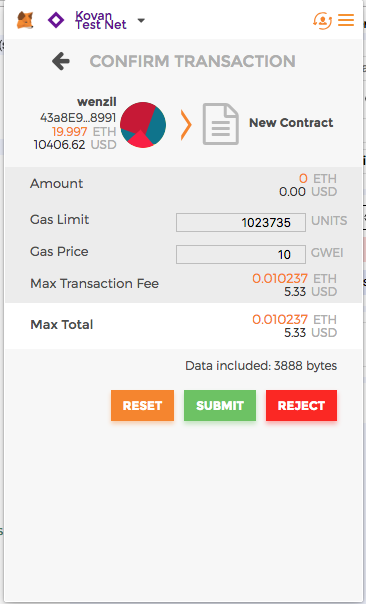 Kovan
Test Net
CONFIRM TRANSACTION
wenzil
43a8E9...8991
19.997 ETH
10406.62 USD
New Contract
Amount
0 ETH
0.00 USD
Gas Limit
1023735 UNITS
Gas Price
10 GWEI
Max Transaction Fee
0.010237 ETH
5.33 USD
Max Total
0.010237 ETH
5.33 USD
Data included: 3888 bytes
RESET SUBMIT REJECT